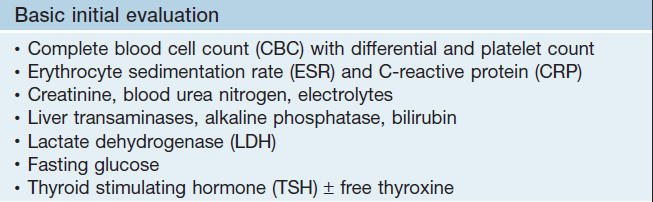 Basic initial evaluation
• Complete blood cell count (CBC) with differential and platelet count
• Erythrocyte sedimentation rate (ESR) and C-reactive protein (CRP)
• Creatinine, blood urea nitrogen, electrolytes
• Liver transaminases, alkaline phosphatase, bilirubin
• Lactate dehydrogenase (LDH)
• Fasting glucose
• Thyroid stimulating hormone (TSH) ± free thyroxine